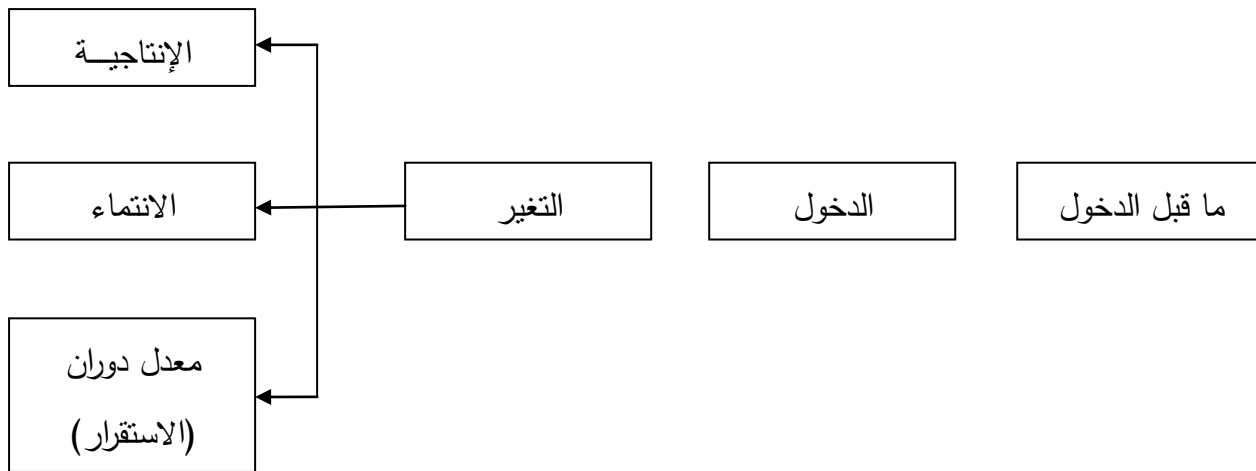 الإنتاجيـــة
ما قبل الدخول
الدخول
التغير
الانتماء
معدل دوران
(الاستقرار)